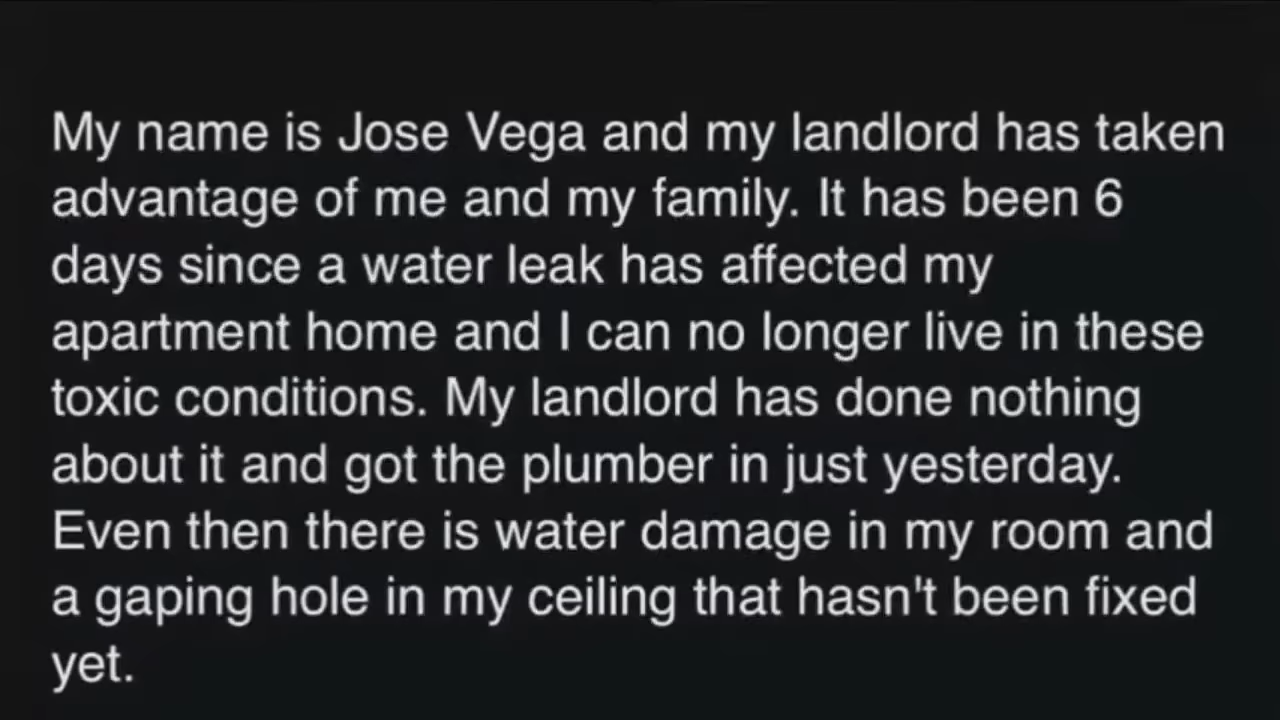 My name is Jose Vega and my landlord has taken
advantage of me and my family. It has been 6
days since a water leak has affected my
apartment home and I can no longer live in these
toxic conditions. My landlord has done nothing
about it and got the plumber in just yesterday.
Even then there is water damage in my room and
a gaping hole in my ceiling that hasn't been fixed
yet.